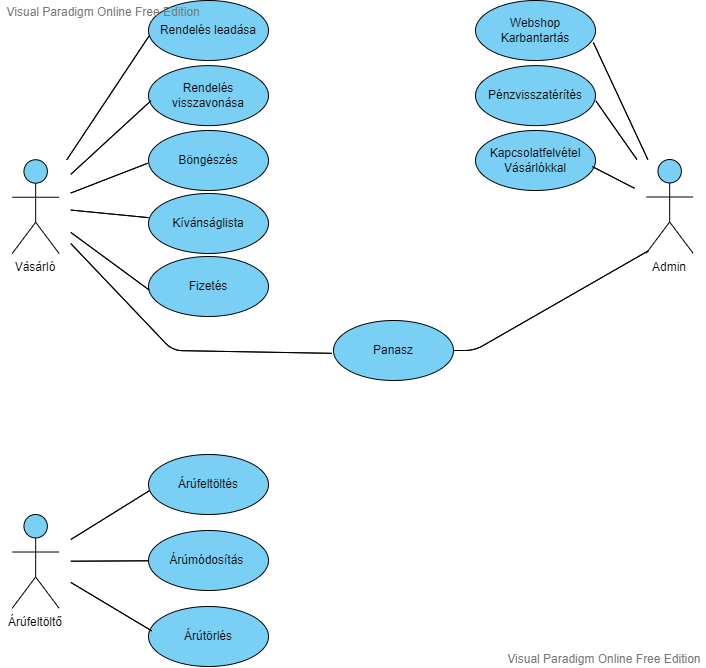 Visual Paradigm Online Free Edition
Rendelés leadása
Webshop
Karbantartás
Rendelés
visszavonása
Pénzvisszatérítés
Böngészés
Kapcsolatfelvétel
Vásárlókkal
Kívánságlista
Vásárló
Admin
Fizetés
Panasz
Árúfeltöltés
Árúmódosítás
Árúfeltöltő
Árútörlés
Visual Paradigm Online Free Edition